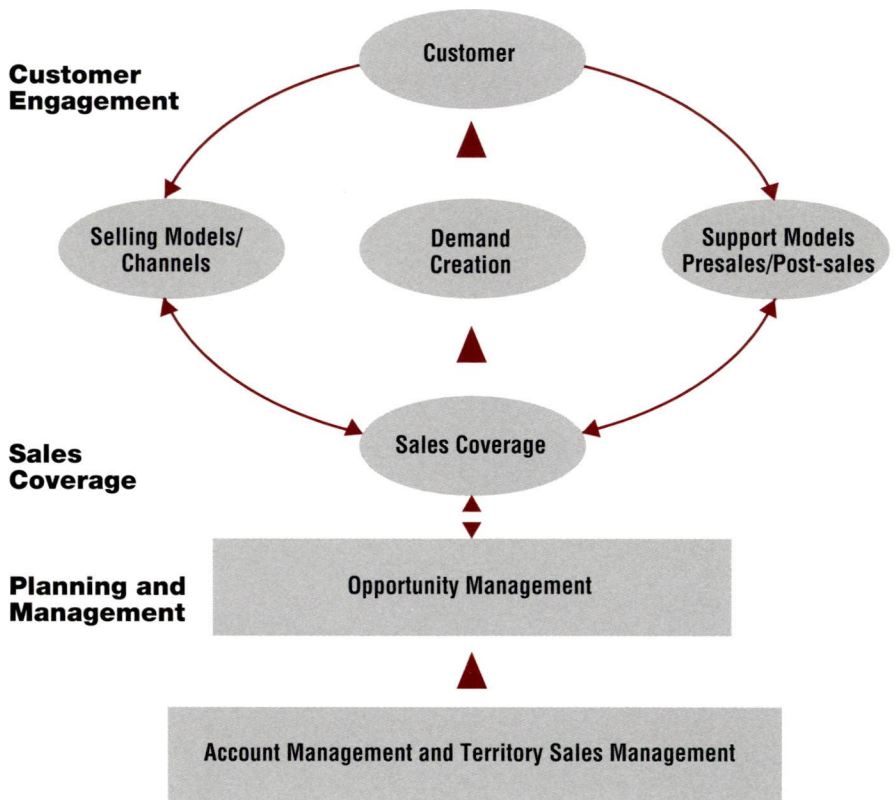 Customer
Customer
Engagement
Selling Models/
Channels
Demand
Creation
Support Models
Presales/Post-sales
Sales Coverage
Sales
Coverage
Planning and
Management
Opportunity Management
Account Management and Territory Sales Management